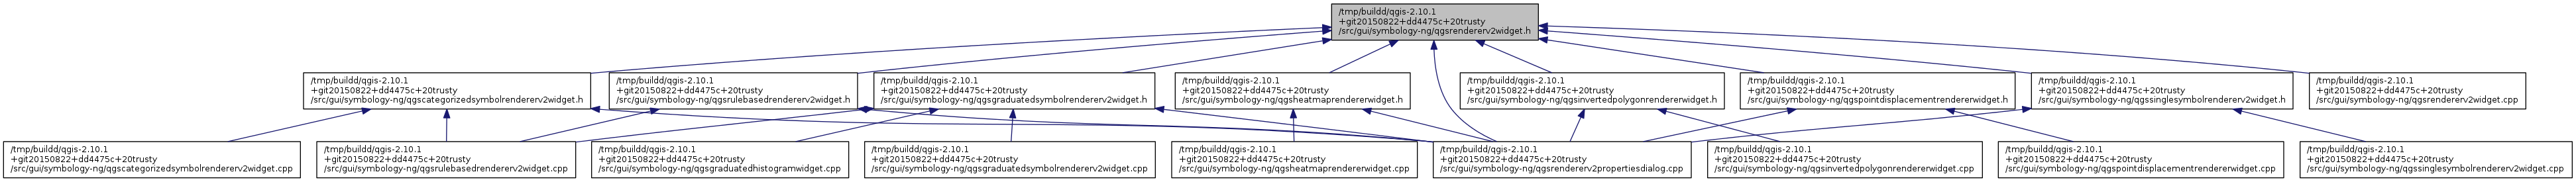 /tmp/buildd/qgis-2.10.1
+git20150822+dd4475c+20trusty
/src/gui/symbology-ng/qgsrendererv2widget.h
/tmp/buildd/qgis-2.10.1
+git20150822+dd4475c+20trusty
/src/gui/symbology-ng/qgscategorizedsymbolrendererv2widget.h
/tmp/buildd/qgis-2.10.1
+git20150822+dd4475c+20trusty
/src/gui/symbology-ng/qgsrulebasedrendererv2widget.h
/tmp/buildd/qgis-2.10.1
+git20150822+dd4475c+20trusty
/src/gui/symbology-ng/qgsgraduatedsymbolrendererv2widget.h
/tmp/buildd/qgis-2.10.1
+git20150822+dd4475c+20trusty
/src/gui/symbology-ng/qgsheatmaprendererwidget.h
/tmp/buildd/qgis-2.10.1
+git20150822+dd4475c+20trusty
/src/gui/symbology-ng/qgsinvertedpolygonrendererwidget.h
/tmp/buildd/qgis-2.10.1
+git20150822+dd4475c+20trusty
/src/gui/symbology-ng/qgspointdisplacementrendererwidget.h
/tmp/buildd/qgis-2.10.1
+git20150822+dd4475c+20trusty
/src/gui/symbology-ng/qgssinglesymbolrendererv2widget.h
/tmp/buildd/qgis-2.10.1
+git20150822+dd4475c+20trusty
/src/gui/symbology-ng/qgsrendererv2widget.cpp
/tmp/buildd/qgis-2.10.1
+git20150822+dd4475c+20trusty
/src/gui/symbology-ng/qgscategorizedsymbolrendererv2widget.cpp
/tmp/buildd/qgis-2.10.1
+git20150822+dd4475c+20trusty
/src/gui/symbology-ng/qgsrulebasedrendererv2widget.cpp
/tmp/buildd/qgis-2.10.1
+git20150822+dd4475c+20trusty
/src/gui/symbology-ng/qgsgraduatedhistogramwidget.cpp
/tmp/buildd/qgis-2.10.1
+git20150822+dd4475c+20trusty
/src/gui/symbology-ng/qgsgraduatedsymbolrendererv2widget.cpp
/tmp/buildd/qgis-2.10.1
+git20150822+dd4475c+20trusty
/src/gui/symbology-ng/qgsheatmaprendererwidget.cpp
/tmp/buildd/qgis-2.10.1
+git20150822+dd4475c+20trusty
/src/gui/symbology-ng/qgsrendererv2propertiesdialog.cpp
/tmp/buildd/qgis-2.10.1
+git20150822+dd4475c+20trusty
/src/gui/symbology-ng/qgsinvertedpolygonrendererwidget.cpp
/tmp/buildd/qgis-2.10.1
+git20150822+dd4475c+20trusty
/src/gui/symbology-ng/qgspointdisplacementrendererwidget.cpp
/tmp/buildd/qgis-2.10.1
+git20150822+dd4475c+20trusty
/src/gui/symbology-ng/qgssinglesymbolrendererv2widget.cpp